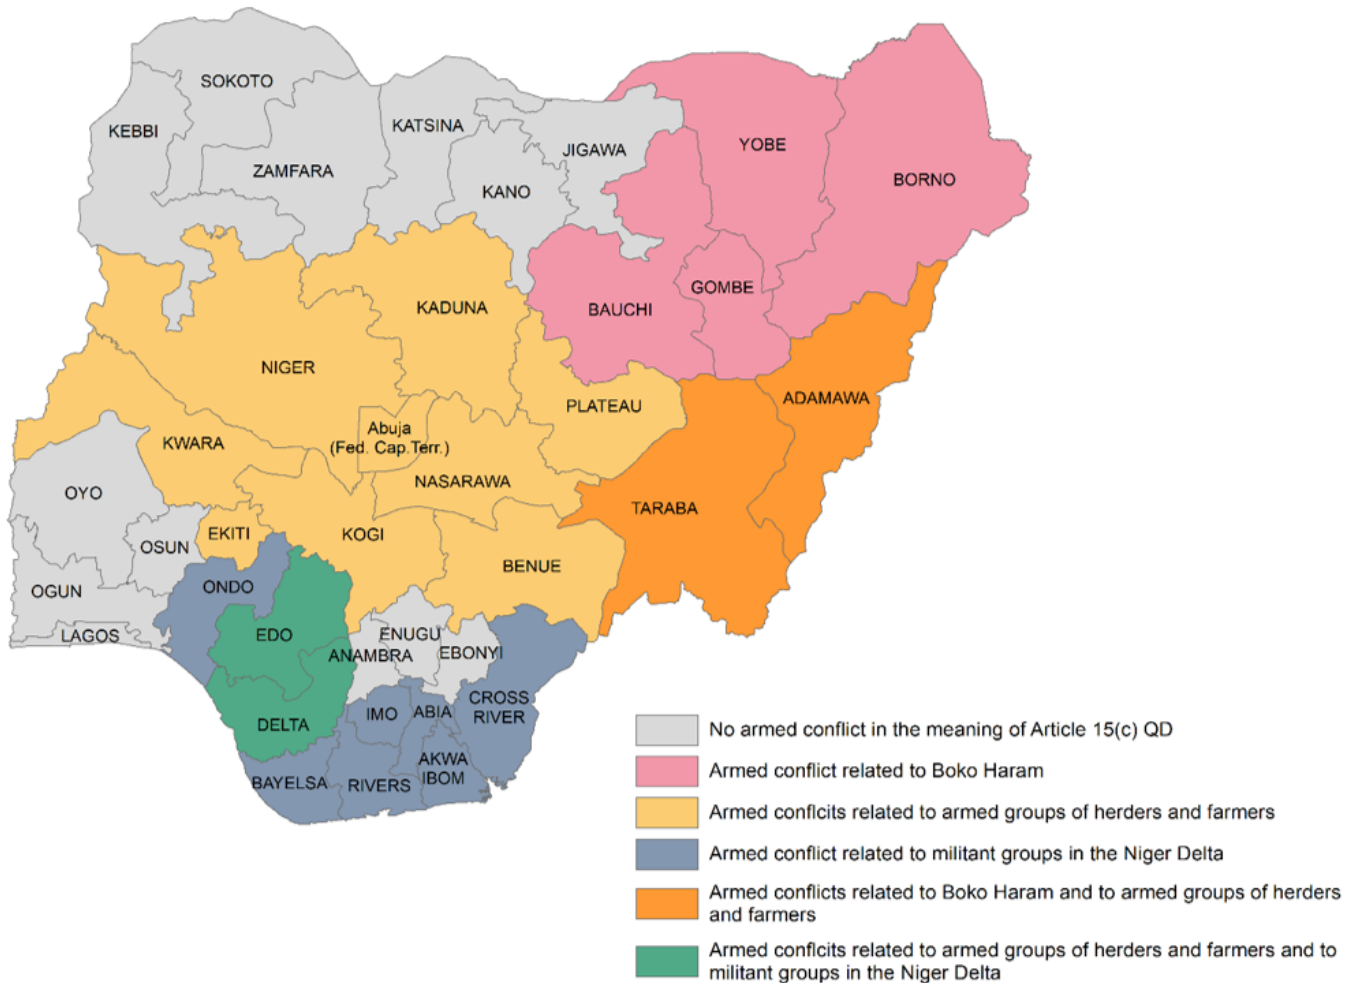 SOKOTO
KEBBI
KATSINA
ZAMFARA
JIGAWA
KANO
YOBE
BORNO
GOMBE
BAUCHI
KADUNA
NIGER
PLATEAU
ADAMAWA
Abuja
(Fed. Cap.Terr.)
KWARA
NASARAWA
OYO
TARABA
EKITI
KOGI
OSUN
BENUE
ONDO
OGUN
LAGOS
EDO
ENUGU
ANAMBRA
EBONYI
CROSS
RIVER
IMO
ABIA
DELTA
AKWA
IBOM
BAYELSA
RIVERS
No armed conflict in the meaning of Article 15(c) QD
Armed conflict related to Boko Haram
Armed conflcits related to armed groups of herders and farmers
Armed conflict related to militant groups in the Niger Delta
Armed conflicts related to Boko Haram and to armed groups of herders
and farmers
Armed conflcits related to armed groups of herders and farmers and to
militant groups in the Niger Delta